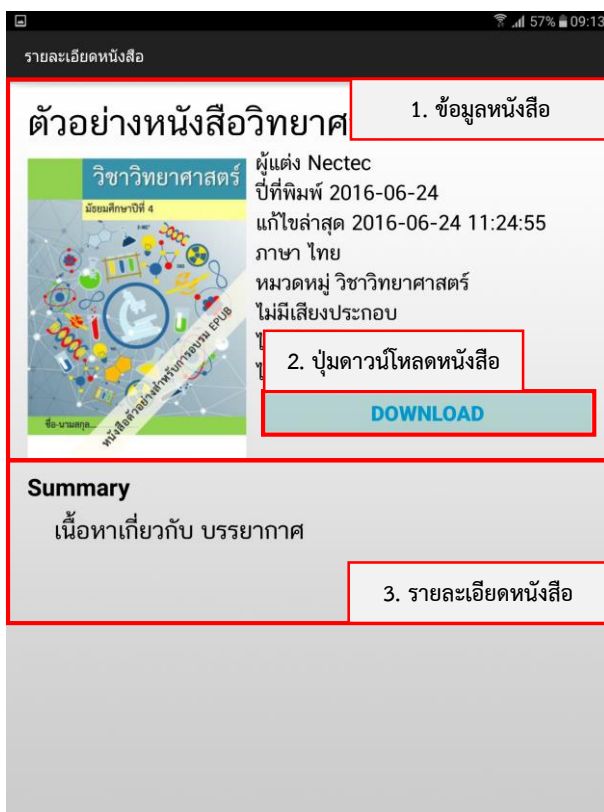 57% 09:13
รายละเอียดหนังสือ
ตัวอย่างหนังสือวิทยาศ
1. ข้อมูลหนังสือ
วิชาวิทยาศาสตร์
มัธยมศึกษาปีที่ 4
หนังสือตัวอย่างสำหรับการอบรม EPUB
ชื่อ-นามสกุล
ผู้แต่ง Nectec
ปีที่พิมพ์ 2016-06-24
แก้ไขล่าสุด 2016-06-24 11:24:55
ภาษา ไทย
หมวดหมู่ วิชาวิทยาศาสตร์
ไม่มีเสียงประกอบ
2. ปุ่มดาวน์โหลดหนังสือ
DOWNLOAD
Summary
เนื้อหาเกี่ยวกับ บรรยากาศ
3. รายละเอียดหนังสือ